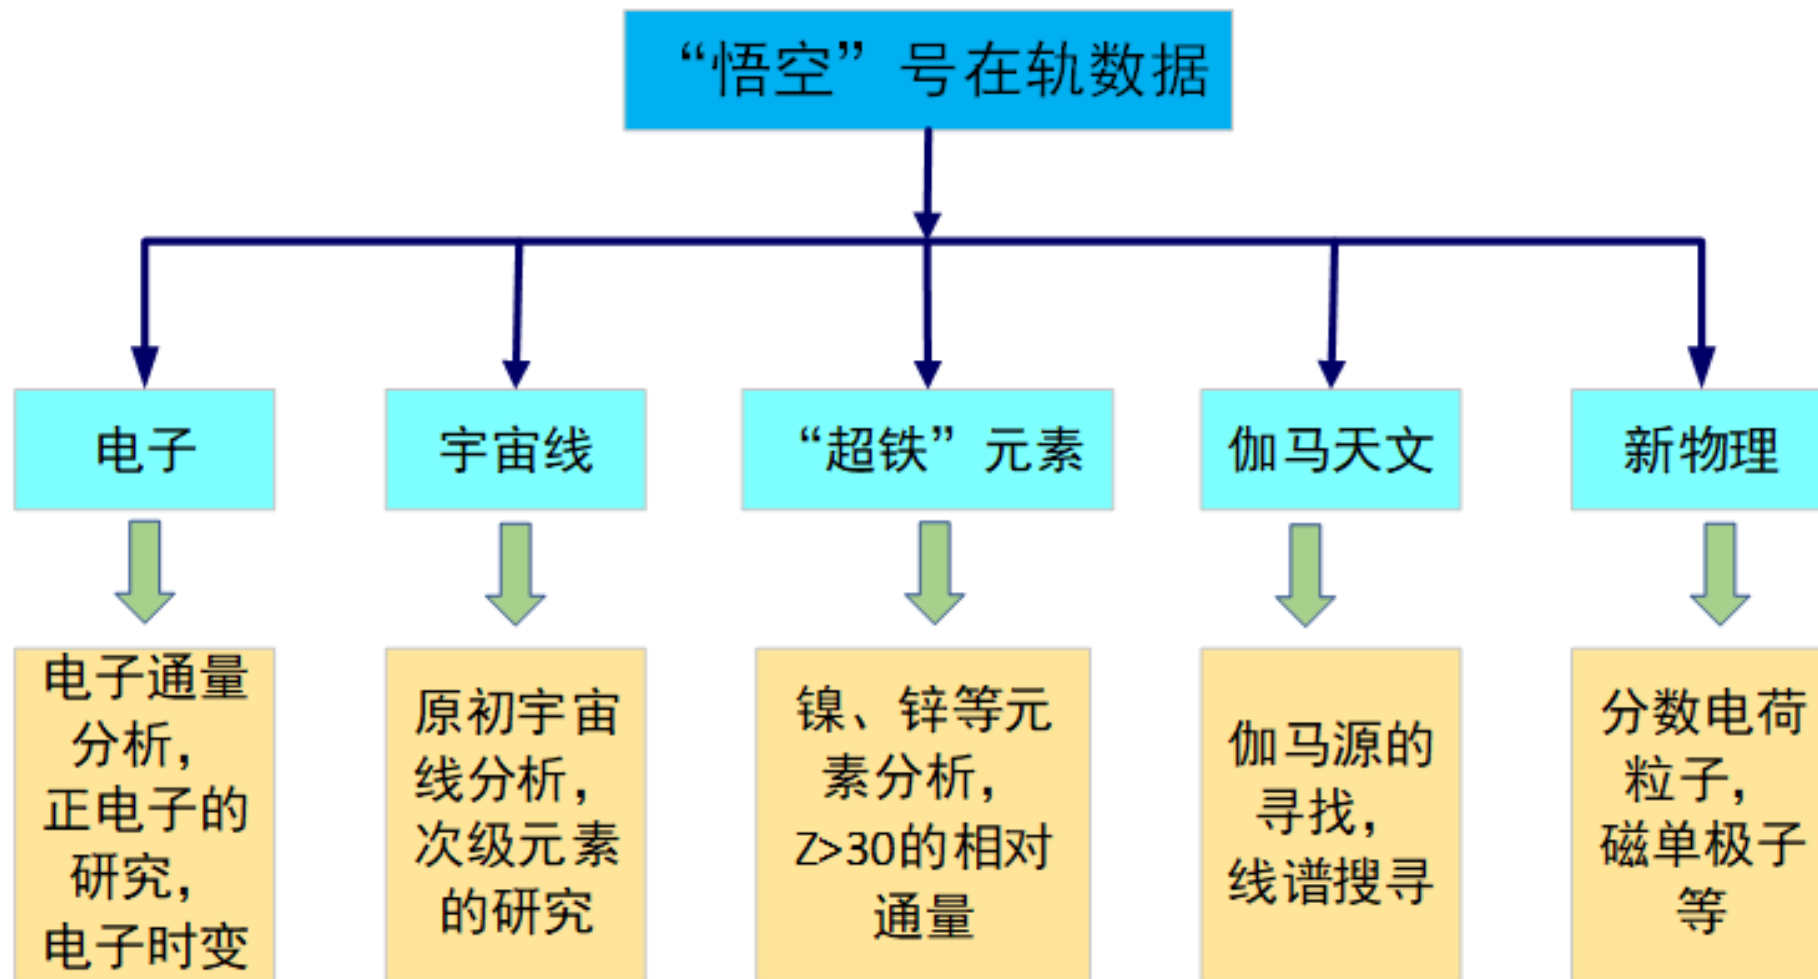 “悟空”号在轨数据
电子
宇宙线
“超铁”元素
伽马天文
新物理
电子通量
分析，
正电子的
研究，
电子时变
原初宇宙
线分析，
次级元素
的研究
镍、锌等元
素分析，
Z>30的相对
通量
伽马源的
寻找，
线谱搜寻
分数电荷
粒子，
磁单极子
等